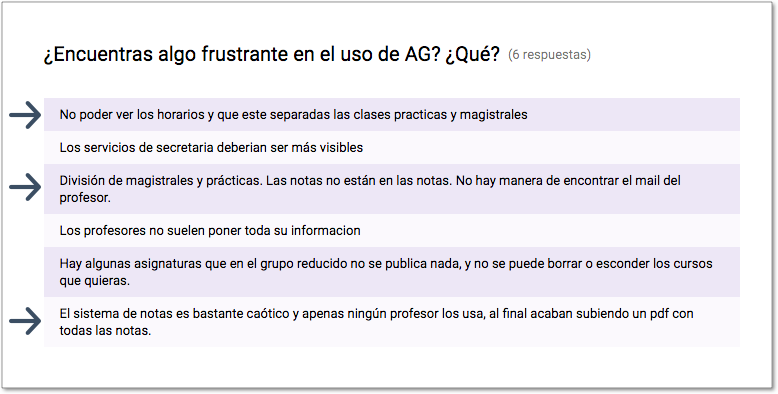 ¿Encuentras algo frustrante en el uso de AG? ¿Qué? (6 respuestas)
No poder ver los horarios y que este separadas las clases practicas y magistrales
Los servicios de secretaria deberian ser más visibles
División de magistrales y prácticas. Las notas no están en las notas. No hay manera de encontrar el mail del
profesor.
Los profesores no suelen poner toda su informacion
Hay algunas asignaturas que en el grupo reducido no se publica nada, y no se puede borrar o esconder los cursos
que quieras.
El sistema de notas es bastante caótico y apenas ningún profesor los usa, al final acaban subiendo un pdf con
todas las notas.